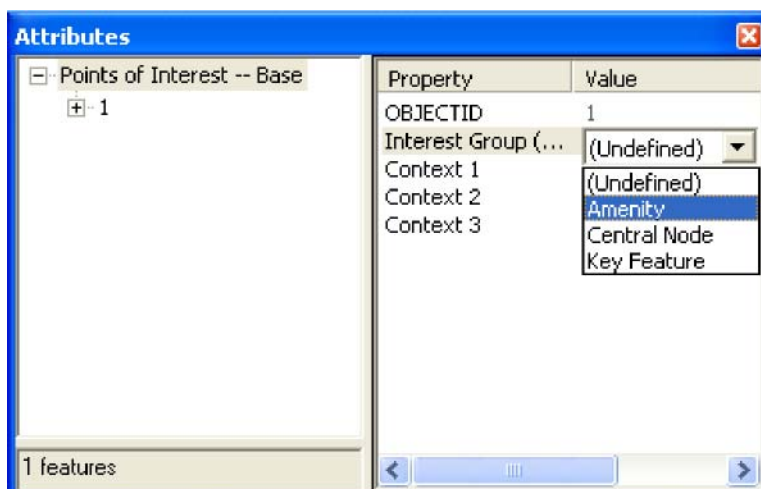 Attributes
Points of Interest -- Base
1
1 features
Property Value
OBJECTID 1
Interest Group (... (Undefined)
Context 1
Context 2
Context 3
(Undefined)
Amenity
Central Node
Key Feature